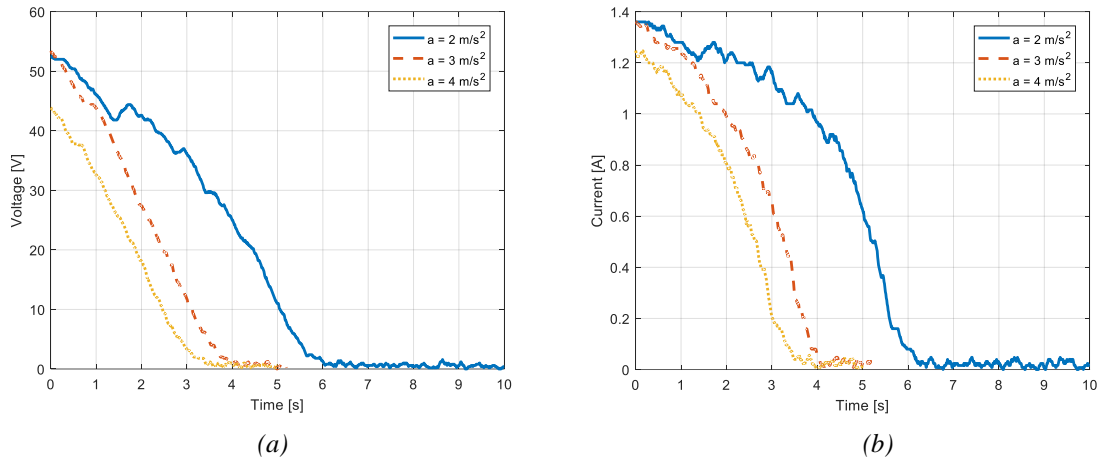 60
50
40
30
20
10
0
0 1 2 3 4 5 6 7 8 9 10
Voltage [V]
Time [s]
a = 2 m/s²
a = 3 m/s²
a = 4 m/s²
(a)
1.4
1.2
1
0.8
0.6
0.4
0.2
0
0 1 2 3 4 5 6 7 8 9 10
Current [A]
Time [s]
a = 2 m/s²
a = 3 m/s²
a = 4 m/s²
(b)